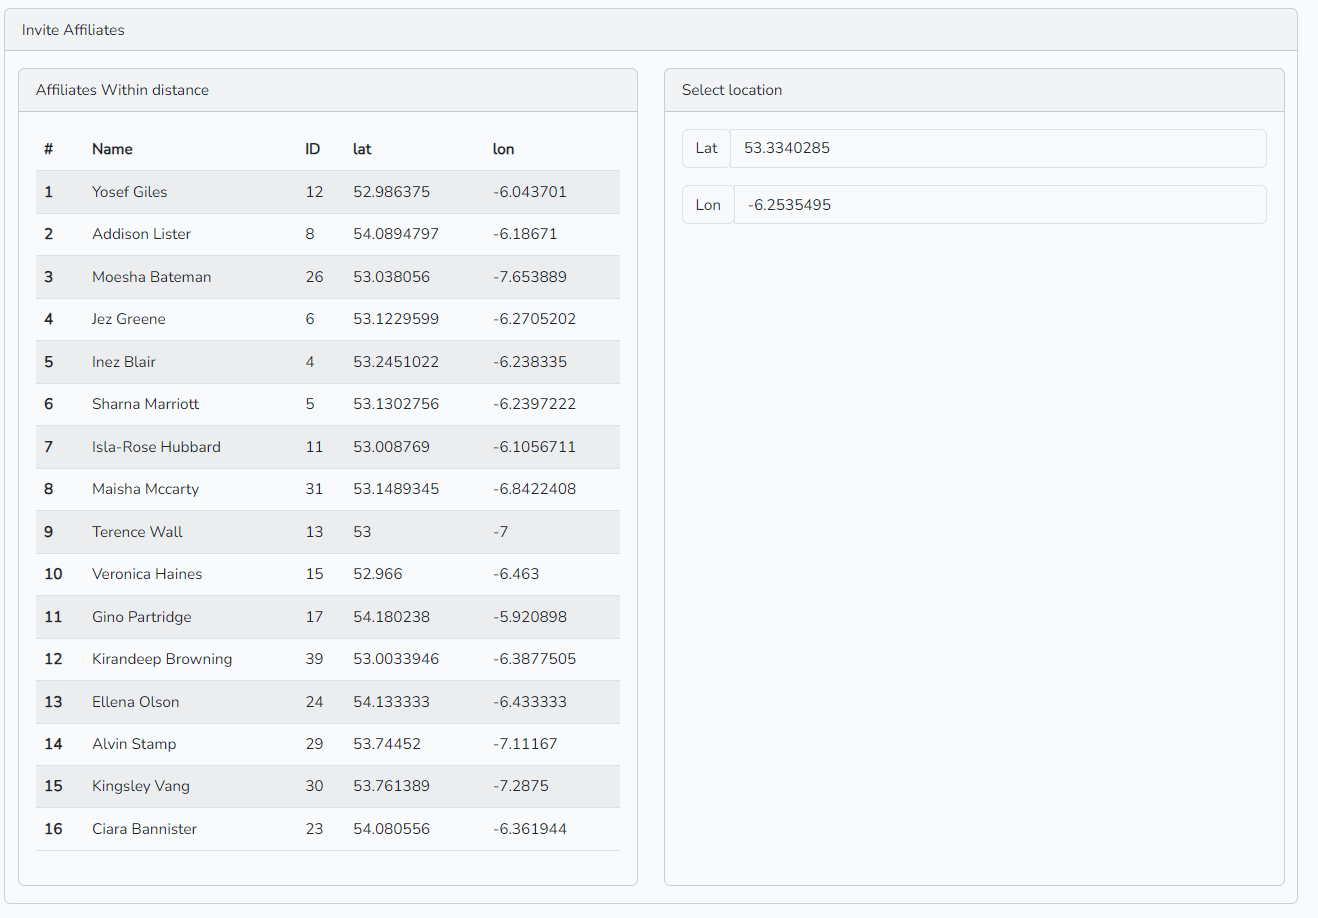 Invite Affiliates
Affiliates Within distance
# Name ID lat lon
1 Yosef Giles 12 52.986375 -6.043701
2 Addison Lister 8 54.0894797 -6.18671
3 Moesha Bateman 26 53.038056 -7.653889
4 Jez Greene 6 53.1229599 -6.2705202
5 Inez Blair 4 53.2451022 -6.238335
6 Sharna Marriott 5 53.1302756 -6.2397222
7 Isla-Rose Hubbard 11 53.008769 -6.1056711
8 Maisha Mccarty 31 53.1489345 -6.8422408
9 Terence Wall 13 53 -7
10 Veronica Haines 15 52.966 -6.463
11 Gino Partridge 17 54.180238 -5.920898
12 Kirandeep Browning 39 53.0033946 -6.3877505
13 Ellena Olson 24 54.133333 -6.433333
14 Alvin Stamp 29 53.74452 -7.11167
15 Kingsley Vang 30 53.761389 -7.2875
16 Ciara Bannister 23 54.080556 -6.361944
Select location
Lat 53.3340285
Lon -6.2535495